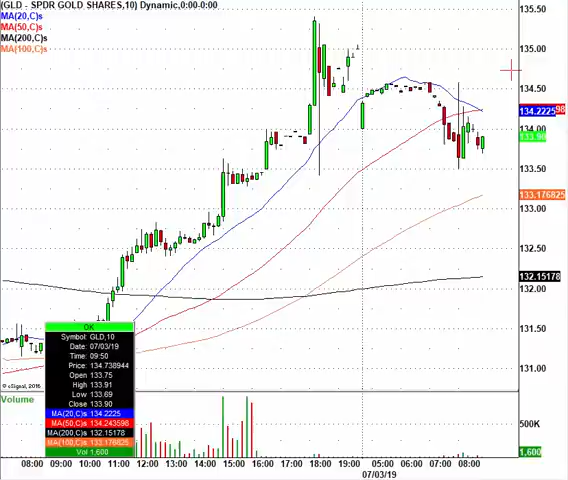 (GLD - SPDR GOLD SHARES,10) Dynamic,0:00-0:00
MA(20,C)s
MA(50,C)s
MA(200,C)s
MA(100,C)s
135.50
135.00
134.50
134.2225
98
134.00
133.90
133.50
133.176825
133.00
132.50
132.15178
132.00
131.50
131.00
OK
Symbol: GLD,10
Date: 07/03/19
Time: 09:50
Price: 134.738944
Open 133.75
High 133.91
Low 133.69
Close 133.90
MA(20,C)s 134.2225
MA(50,C)s 134.243598
MA(200,C)s 132.15178
MA(100,C)s 133.176825
Vol 1,600
© eSignal, 2016
Volume
500K
1,600
08:00 09:00 10:00 11:00 12:00 14:00 15:00 16:00 17:00 18:00 19:00 05:00 06:00 07:00 08:00
07/03/19